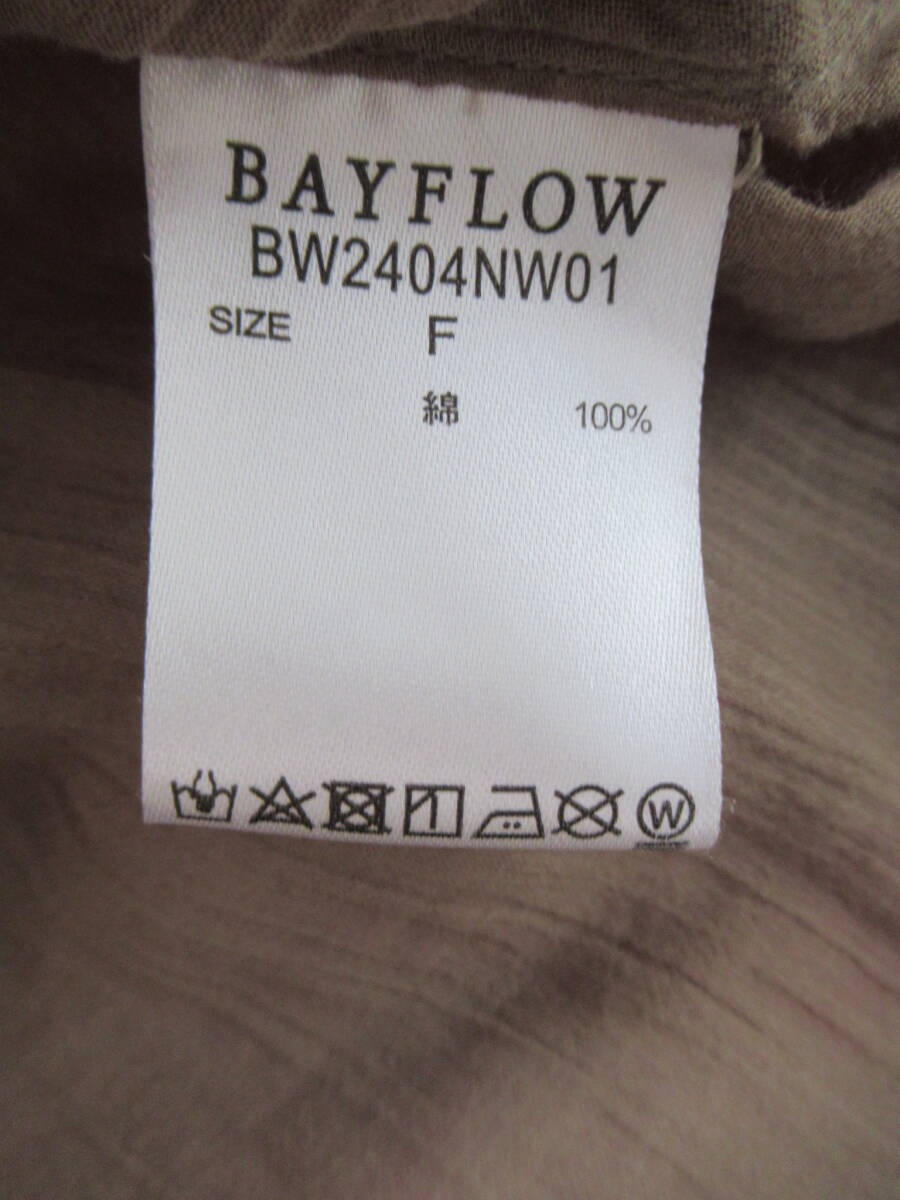 BAYFLOW
BW2404NW01
SIZE F
綿 100%
W